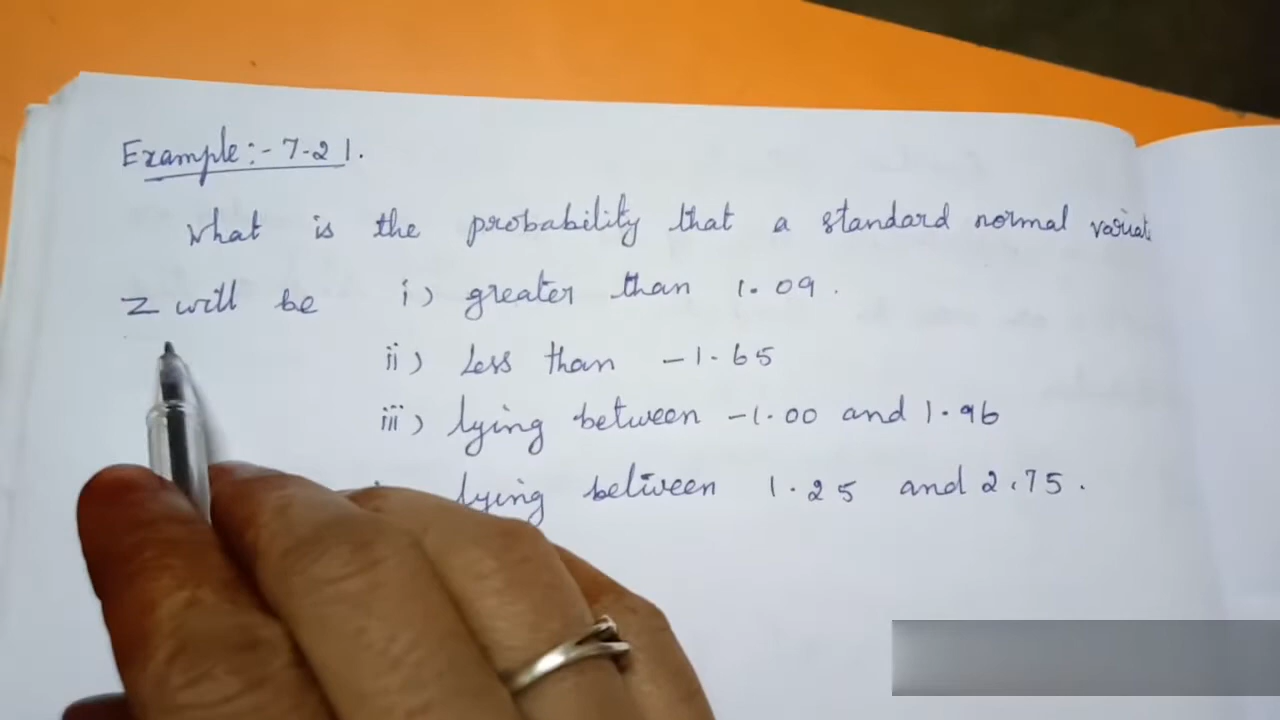 Example:- 7.21.
What is the probability that a standard normal variat
Z will be i) greater than 1.09.
ii) Less than -1.65
iii) lying between -1.00 and 1.96
lying between 1.25 and 2.75.